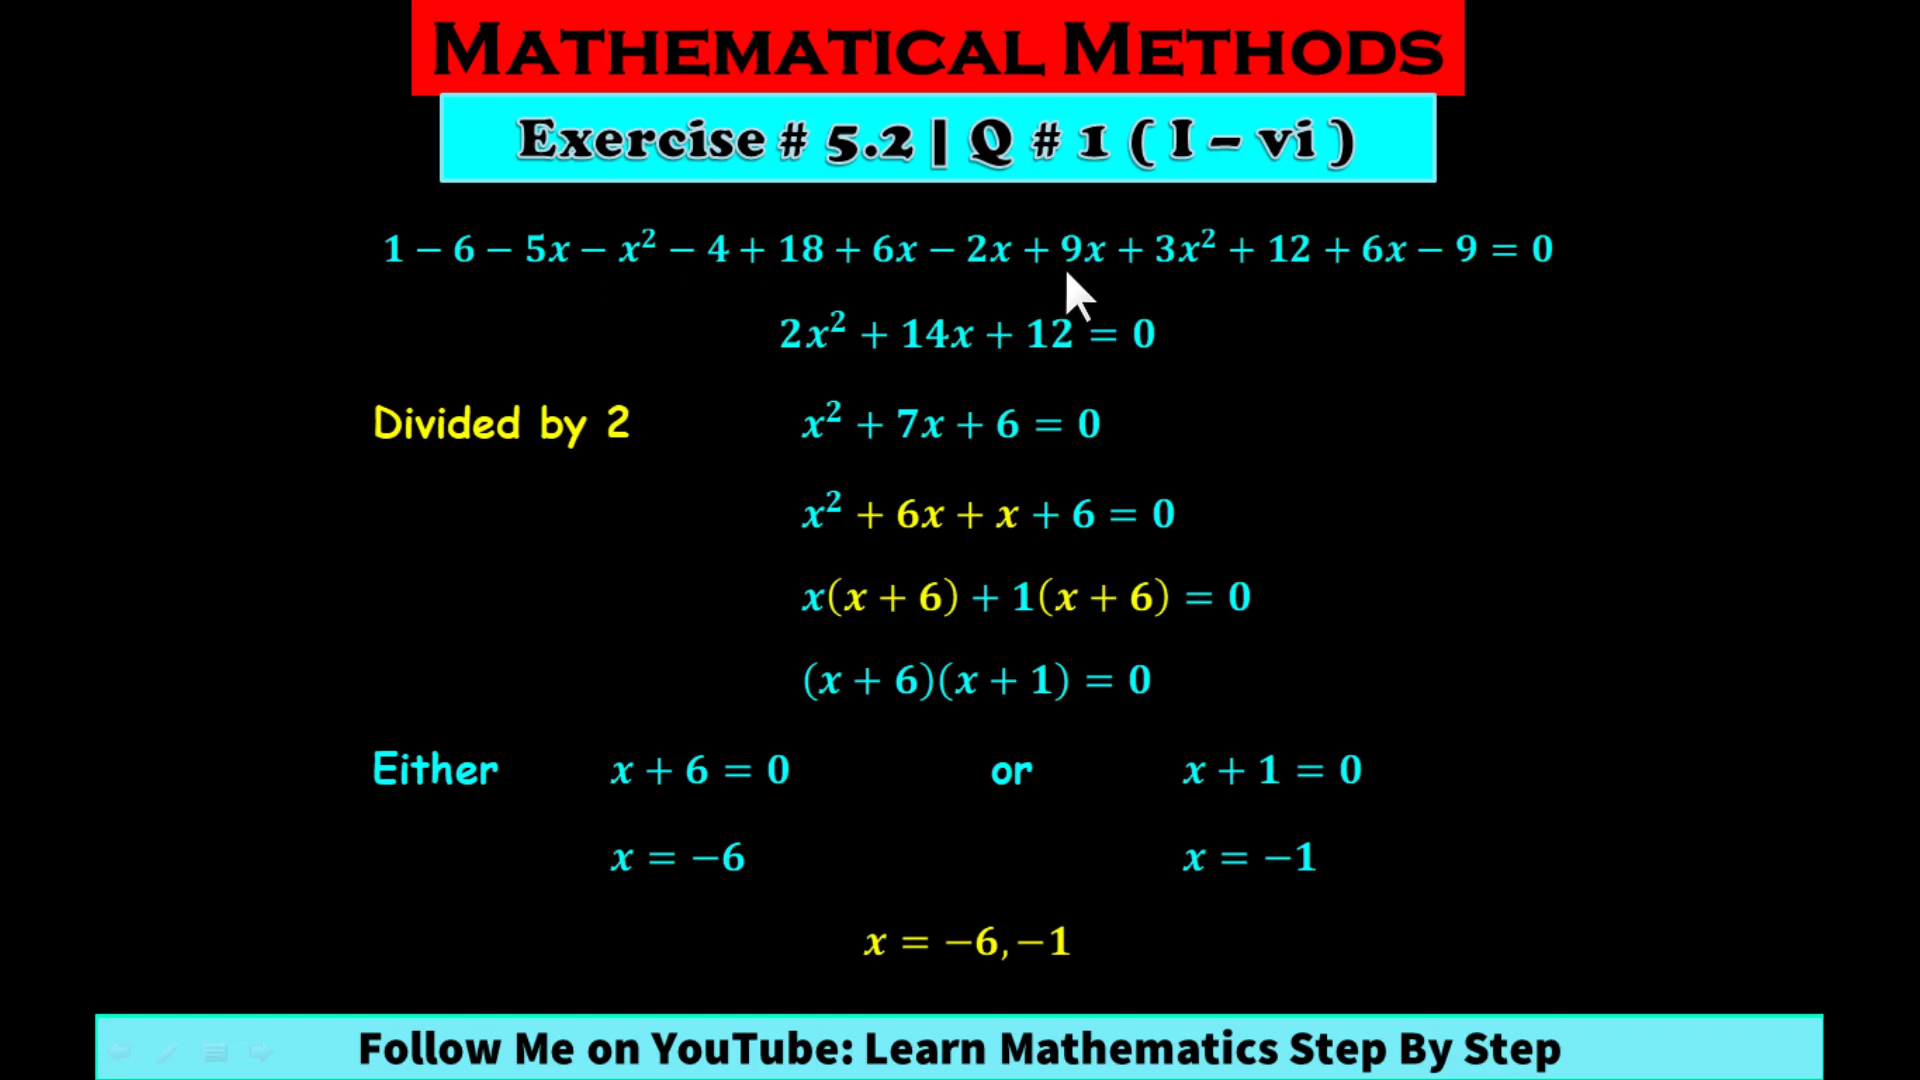 MATHEMATICAL METHODS
Exercise # 5.2 | Q # 1 ( I – vi )
1 − 6 − 5x − x² − 4 + 18 + 6x − 2x + 9x + 3x² + 12 + 6x − 9 = 0
2x² + 14x + 12 = 0
Divided by 2 x² + 7x + 6 = 0
x² + 6x + x + 6 = 0
x(x + 6) + 1(x + 6) = 0
(x + 6)(x + 1) = 0
Either x + 6 = 0 or x + 1 = 0
x = −6 x = −1
x = −6, −1
Follow Me on YouTube: Learn Mathematics Step By Step